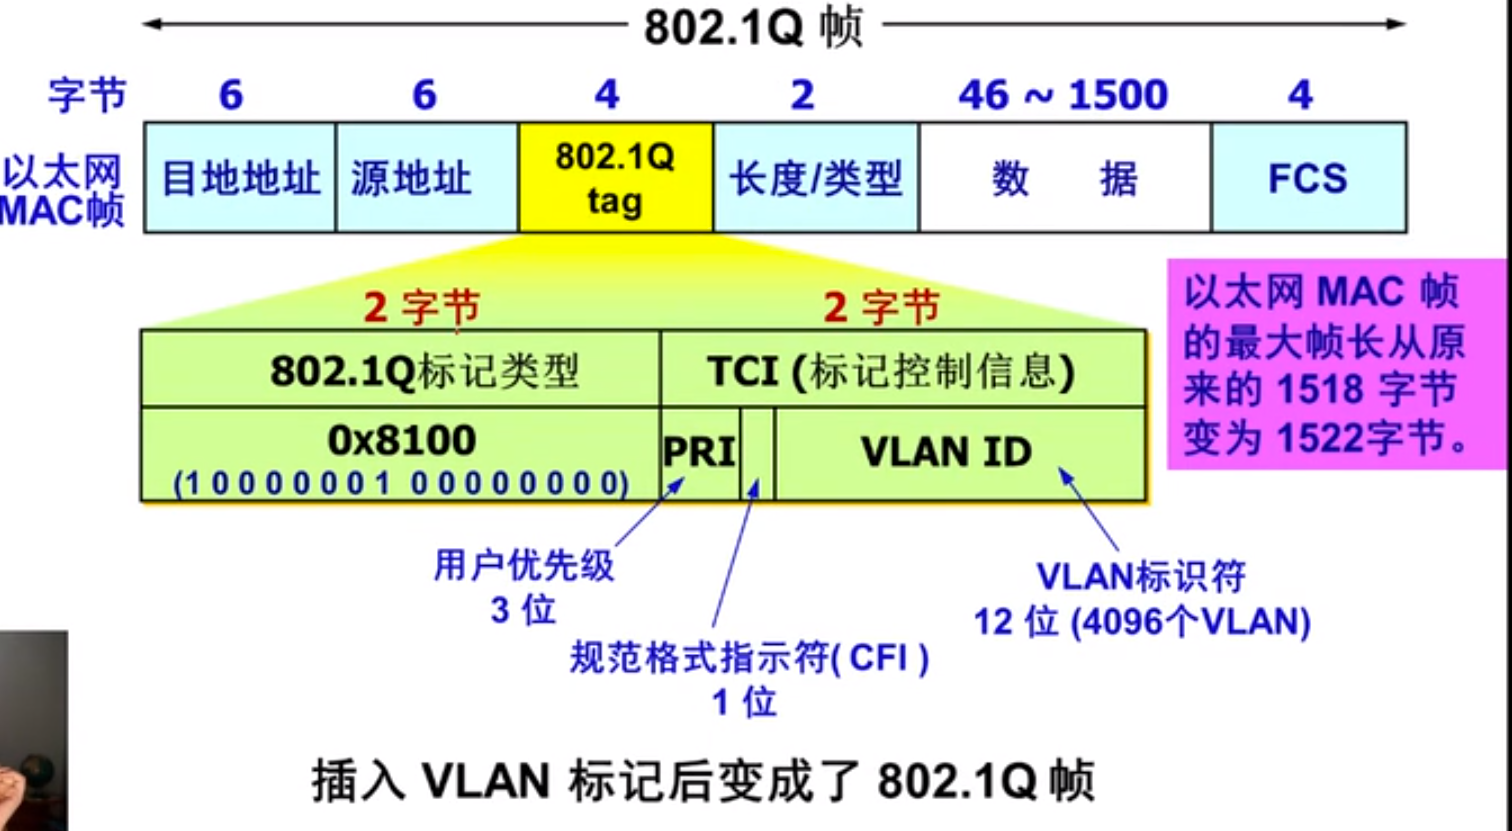 802.1Q 帧
字节 6 6 4 2 46 ~ 1500 4
以太网
MAC帧
目地地址 源地址 802.1Q
tag
长度/类型 数 据 FCS
2 字节 2 字节
802.1Q标记类型 TCI (标记控制信息)
0x8100
(1 0 0 0 0 0 0 1 0 0 0 0 0 0 0 0)
PRI VLAN ID
以太网 MAC 帧
的最大帧长从原
来的 1518 字节
变为 1522字节。
用户优先级
3 位
规范格式指示符( CFI )
1 位
VLAN标识符
12 位 (4096个VLAN)
插入 VLAN 标记后变成了 802.1Q 帧